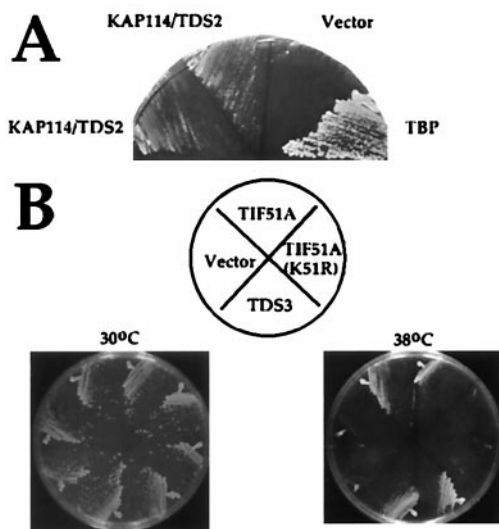 A
KAP114/TDS2
Vector
KAP114/TDS2
TBP
B
TIF51A
Vector
TIF51A
(K51R)
TDS3
30ºC
38ºC